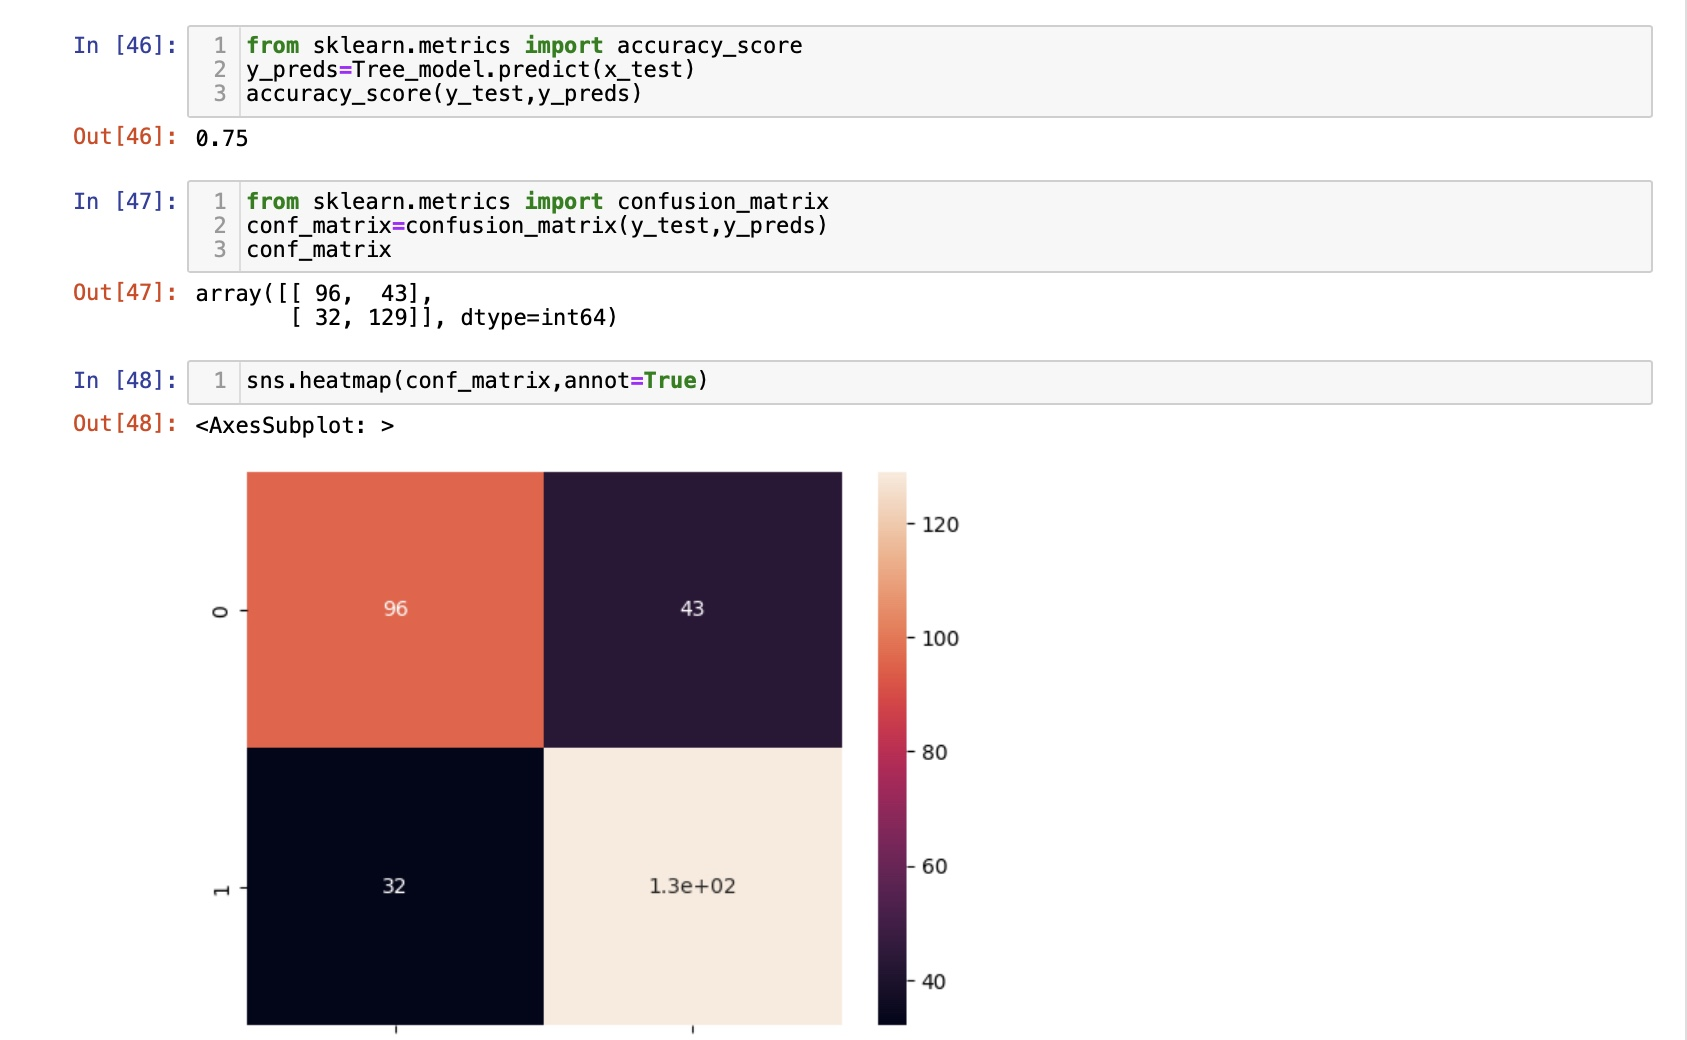 In [46]:
1 from sklearn.metrics import accuracy_score
2 y_preds=Tree_model.predict(x_test)
3 accuracy_score(y_test,y_preds)
Out[46]: 0.75
In [47]:
1 from sklearn.metrics import confusion_matrix
2 conf_matrix=confusion_matrix(y_test,y_preds)
3 conf_matrix
Out[47]: array([[ 96,  43],
       [ 32, 129]], dtype=int64)
In [48]:
1 sns.heatmap(conf_matrix,annot=True)
Out[48]: <AxesSubplot: >
120
0 96 43
100
80
60
1 32 1.3e+02
40